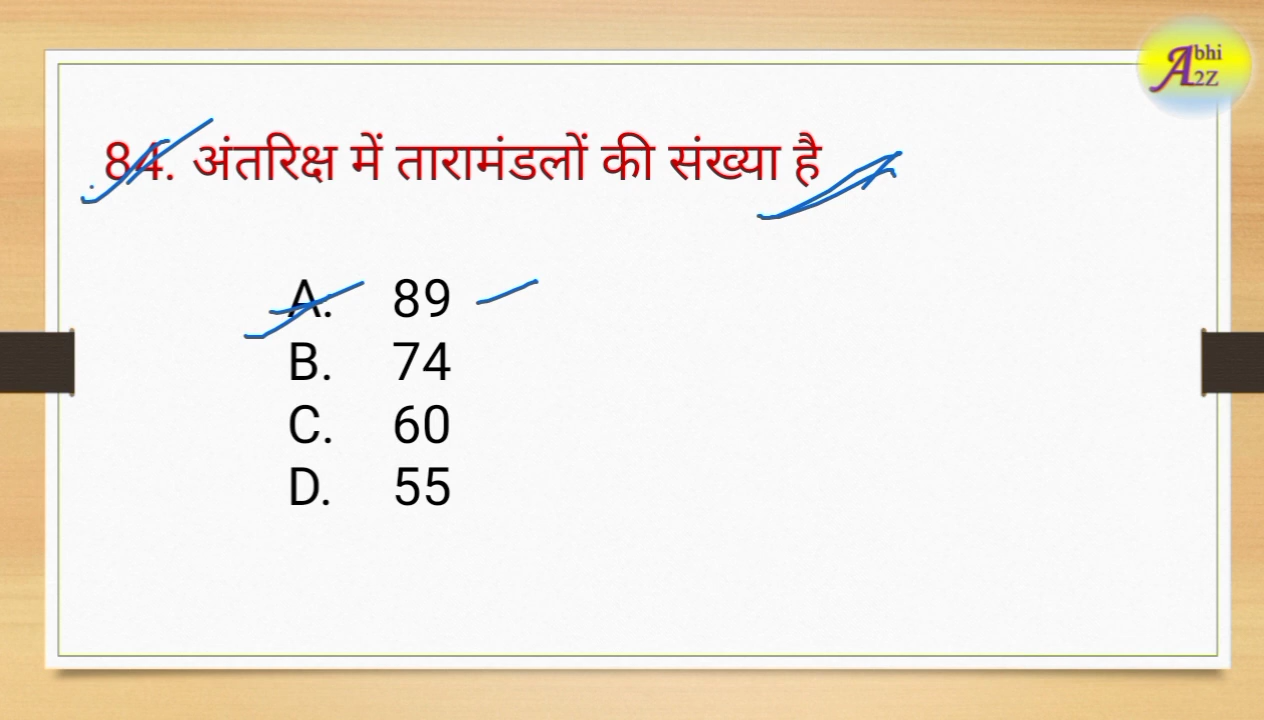 Abhi
A2Z
84. अंतरिक्ष में तारामंडलों की संख्या है
A. 89
B. 74
C. 60
D. 55